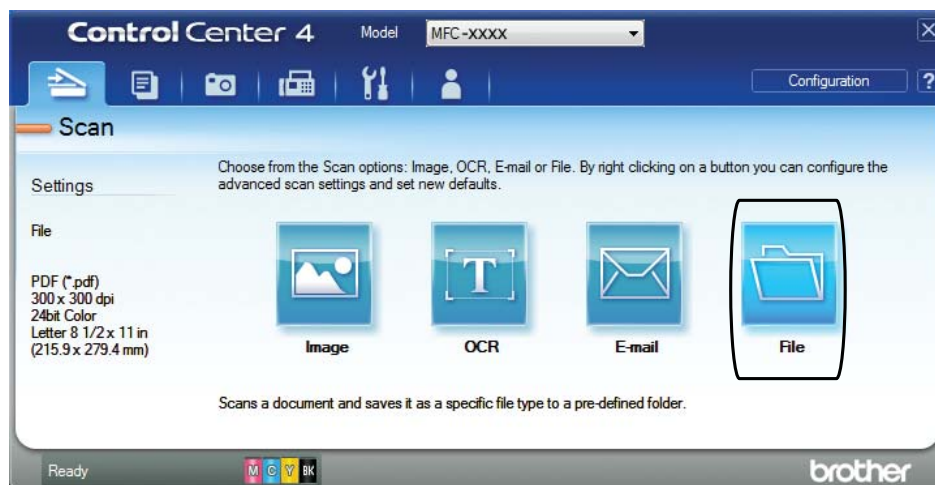 Control Center 4 Model MFC-XXXX
Configuration ?
Scan
Choose from the Scan options: Image, OCR, E-mail or File. By right clicking on a button you can configure the
advanced scan settings and set new defaults.
Settings
File
PDF (*.pdf)
300 x 300 dpi
24bit Color
Letter 8 1/2 x 11 in
(215.9 x 279.4 mm)
T
Image OCR E-mail File
Scans a document and saves it as a specific file type to a pre-defined folder.
Ready M C Y BK brother